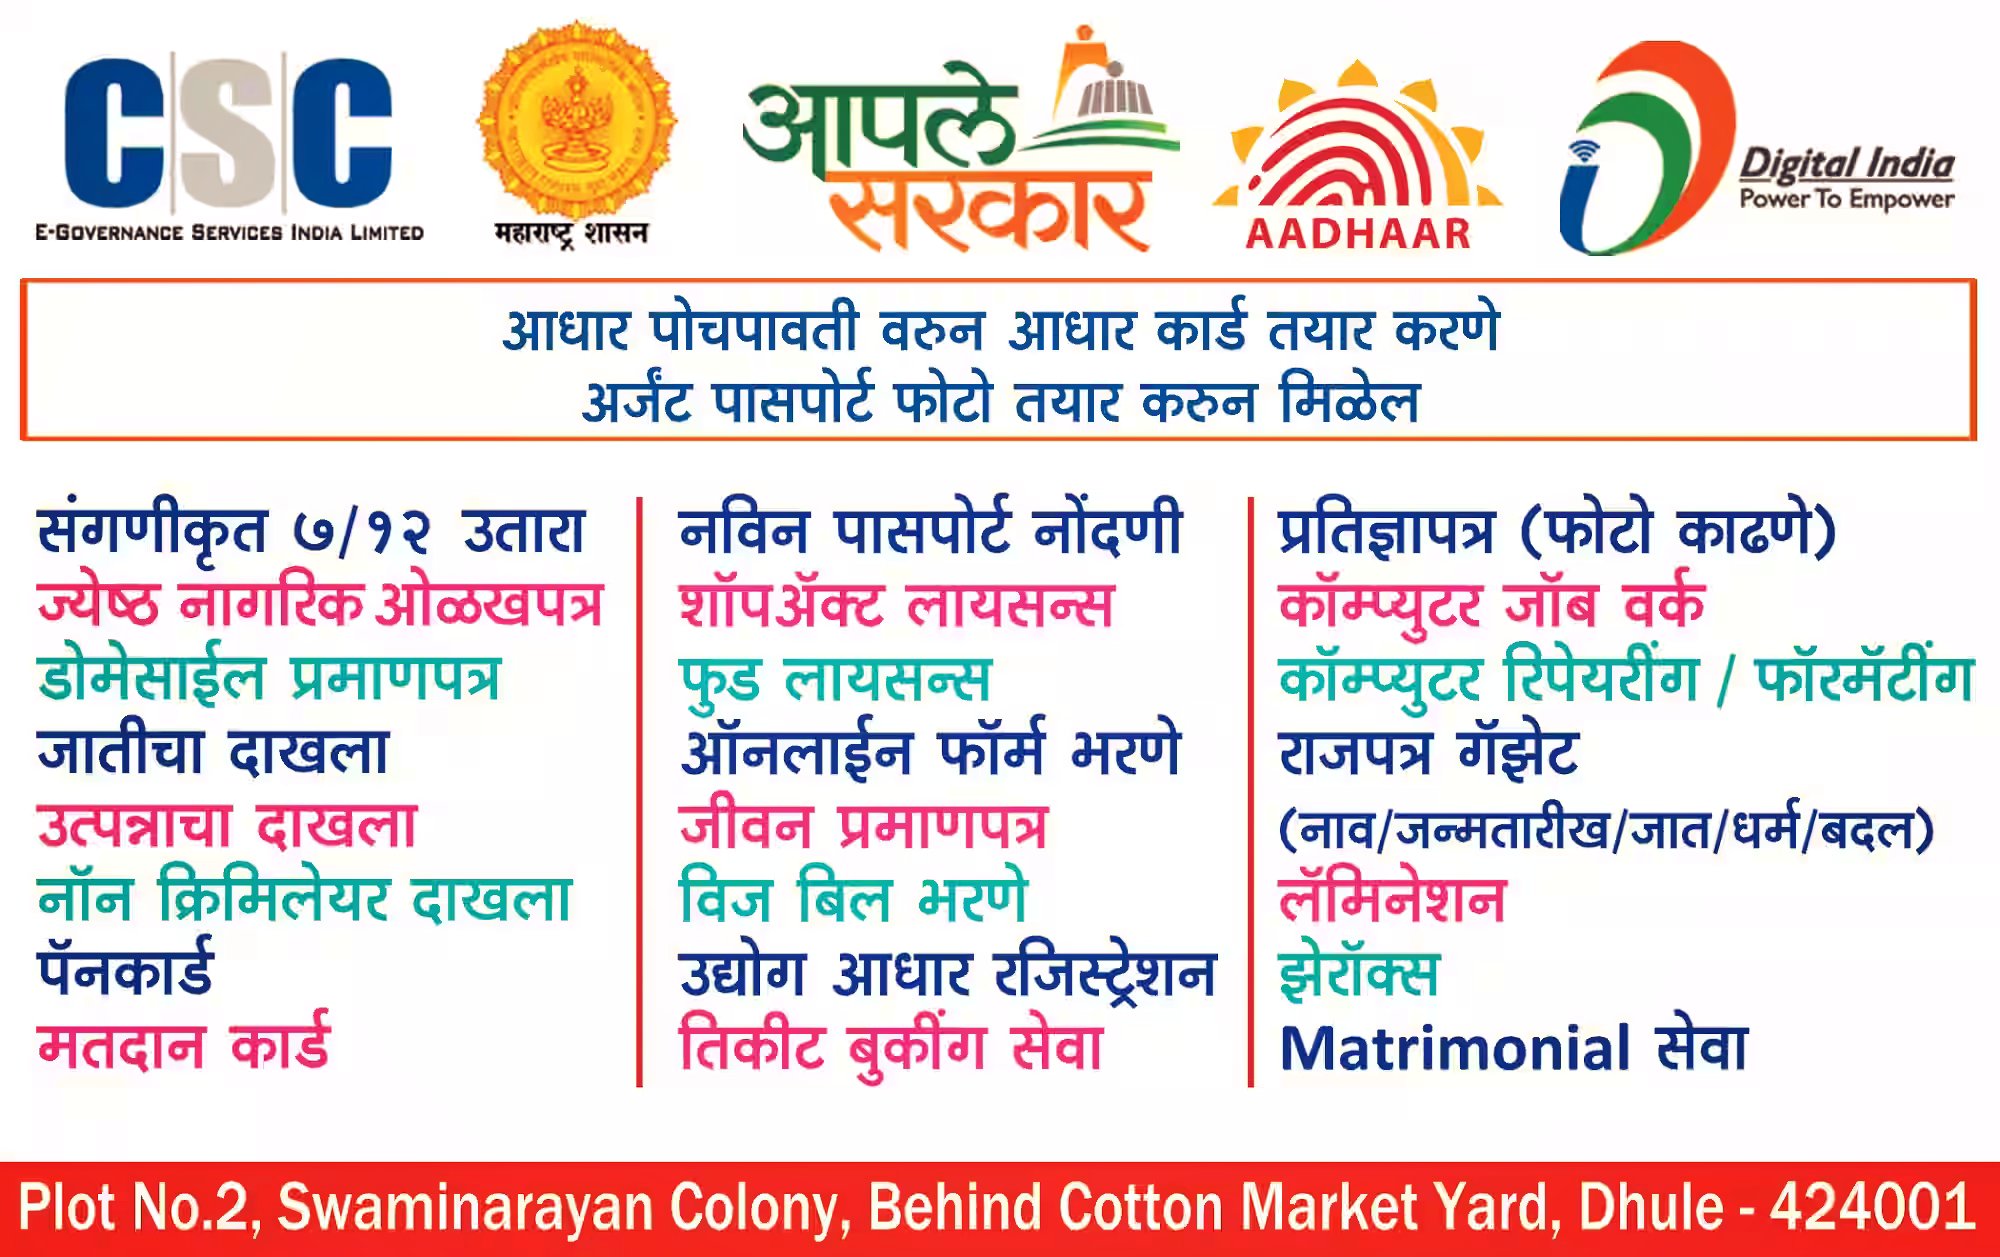 CSC
E-GOVERNANCE SERVICES INDIA LIMITED
महाराष्ट्र शासन
आपले
सरकार
AADHAAR
Digital India
Power To Empower
आधार पोचपावती वरुन आधार कार्ड तयार करणे
अर्जंट पासपोर्ट फोटो तयार करुन मिळेल
संगणीकृत ७/१२ उतारा
ज्येष्ठ नागरिक ओळखपत्र
डोमेसाईल प्रमाणपत्र
जातीचा दाखला
उत्पन्नाचा दाखला
नॉन क्रिमिलेयर दाखला
पॅनकार्ड
मतदान कार्ड
नविन पासपोर्ट नोंदणी
शॉपॲक्ट लायसन्स
फुड लायसन्स
ऑनलाईन फॉर्म भरणे
जीवन प्रमाणपत्र
विज बिल भरणे
उद्योग आधार रजिस्ट्रेशन
तिकीट बुकींग सेवा
प्रतिज्ञापत्र (फोटो काढणे)
कॉम्प्युटर जॉब वर्क
कॉम्प्युटर रिपेयरींग / फॉरमॅटींग
राजपत्र गॅझेट
(नाव/जन्मतारीख/जात/धर्म/बदल)
लॅमिनेशन
झेरॉक्स
Matrimonial सेवा
Plot No.2, Swaminarayan Colony, Behind Cotton Market Yard, Dhule - 424001